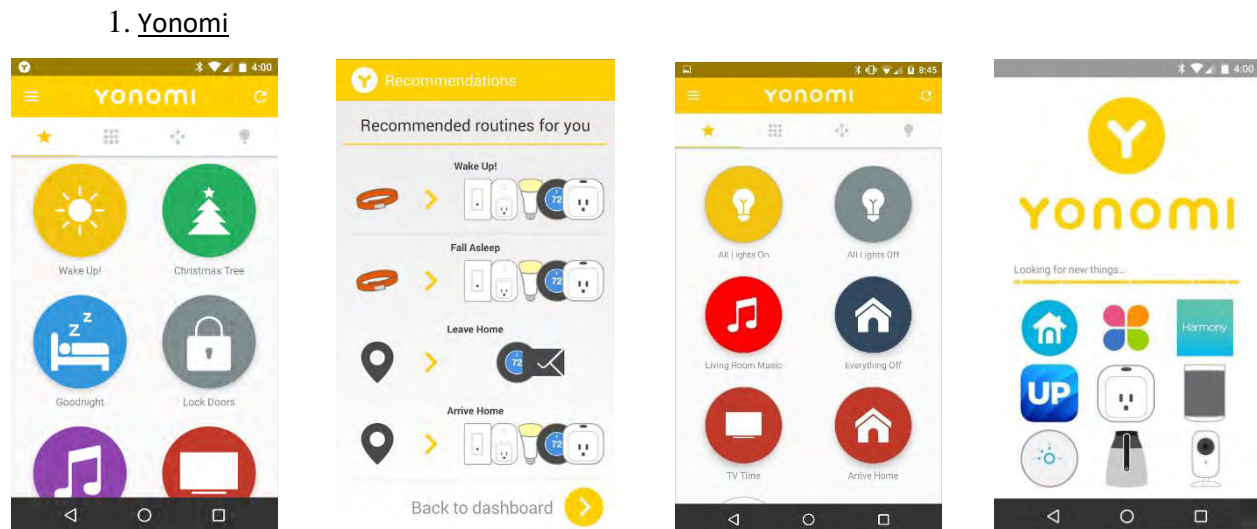 1. Yonomi
4:00
YONOMI
Wake Up!
Christmas Tree
z z
Goodnight
Lock Doors
Y Recommendations
Recommended routines for you
Wake Up!
72
Fall Asleep
72
Leave Home
72
Arrive Home
72
Back to dashboard
8:45
YONOMI
All Lights On
All Lights Off
Living Room Music
Everything Off
TV Time
Arrive Home
4:00
Y
YONOMI
Looking for new things...
Harmony
UP